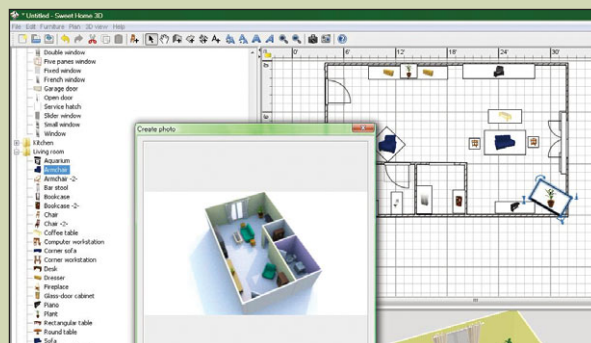 * Untitled - Sweet Home 3D
File Edit Furniture Plan 3D view Help
0'
6'
12'
18'
24'
30'
Double window
Five panes window
Fixed window
French window
Garage door
Open door
Service hatch
Slider window
Small window
Window
Kitchen
Living room
Aquarium
Armchair
Armchair -2-
Bar stool
Bookcase
Bookcase -2-
Chair
Chair -2-
Coffee table
Computer workstation
Corner sofa
Corner workstation
Desk
Dresser
Fireplace
Glass-door cabinet
Piano
Plant
Rectangular table
Round table
Sofa
Create photo